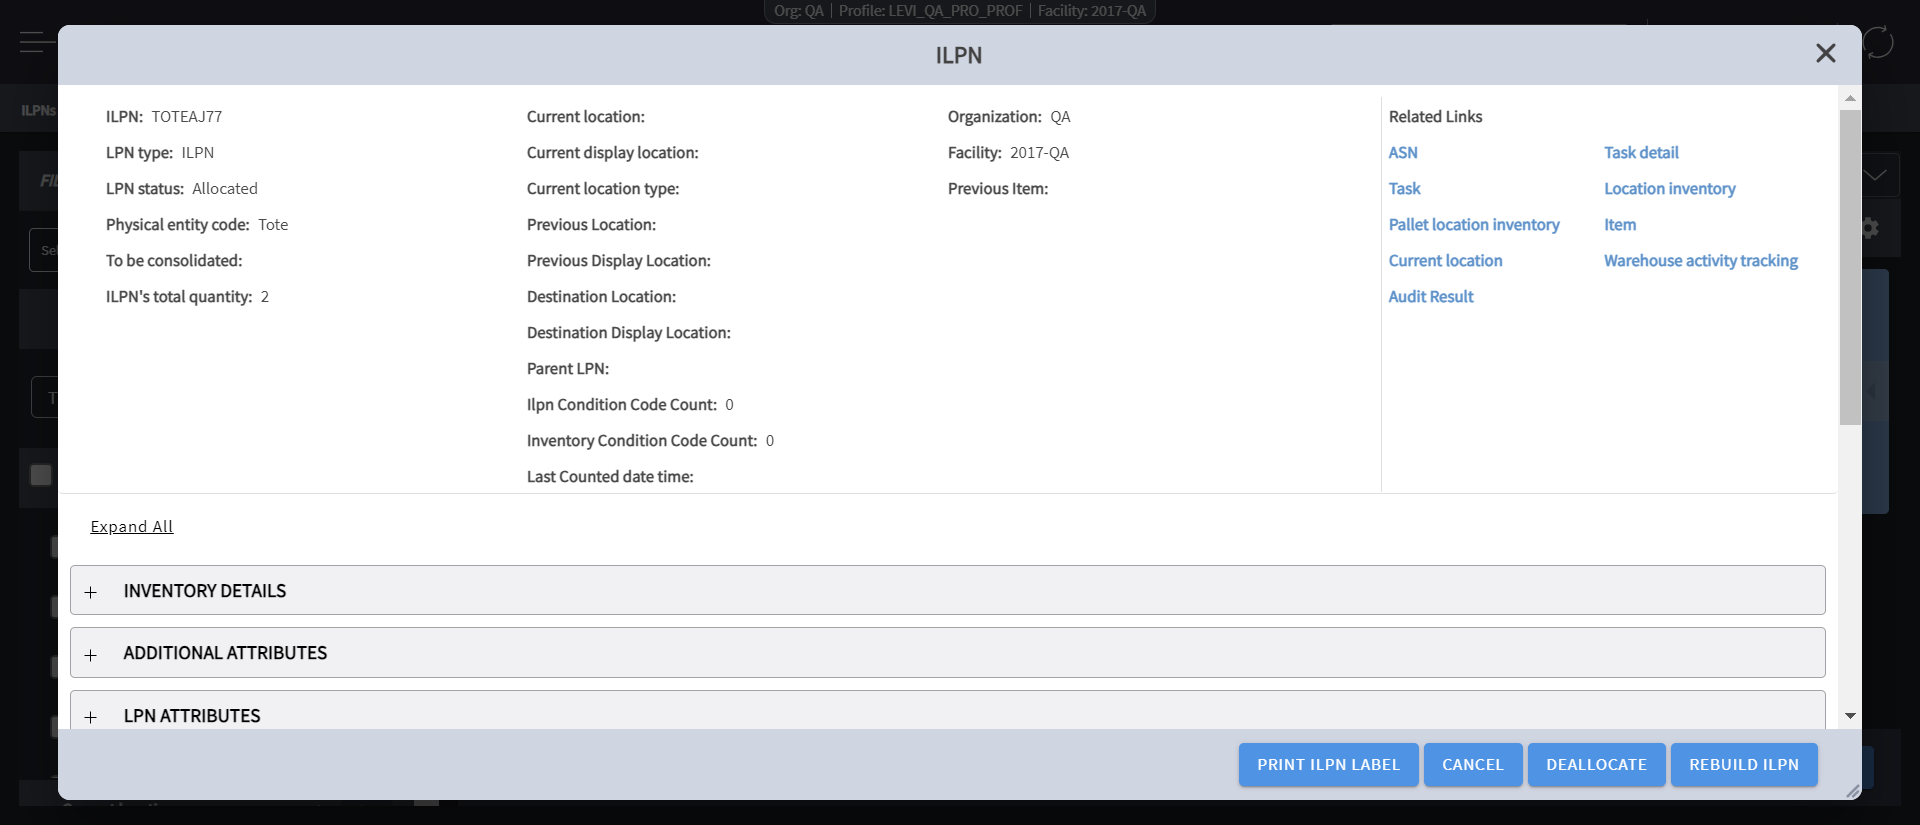 Org: QA | Profile: LEVI_QA_PRO_PROF | Facility: 2017-QA
ILPN
ILPNs
ILPN: TOTEAJ77
LPN type: ILPN
LPN status: Allocated
Physical entity code: Tote
To be consolidated:
ILPN's total quantity: 2
Current location:
Current display location:
Current location type:
Previous Location:
Previous Display Location:
Destination Location:
Destination Display Location:
Parent LPN:
Ilpn Condition Code Count: 0
Inventory Condition Code Count: 0
Last Counted date time:
Organization: QA
Facility: 2017-QA
Previous Item:
Related Links
ASN
Task detail
Task
Location inventory
Pallet location inventory
Item
Current location
Warehouse activity tracking
Audit Result
Expand All
+ INVENTORY DETAILS
+ ADDITIONAL ATTRIBUTES
+ LPN ATTRIBUTES
PRINT ILPN LABEL
CANCEL
DEALLOCATE
REBUILD ILPN